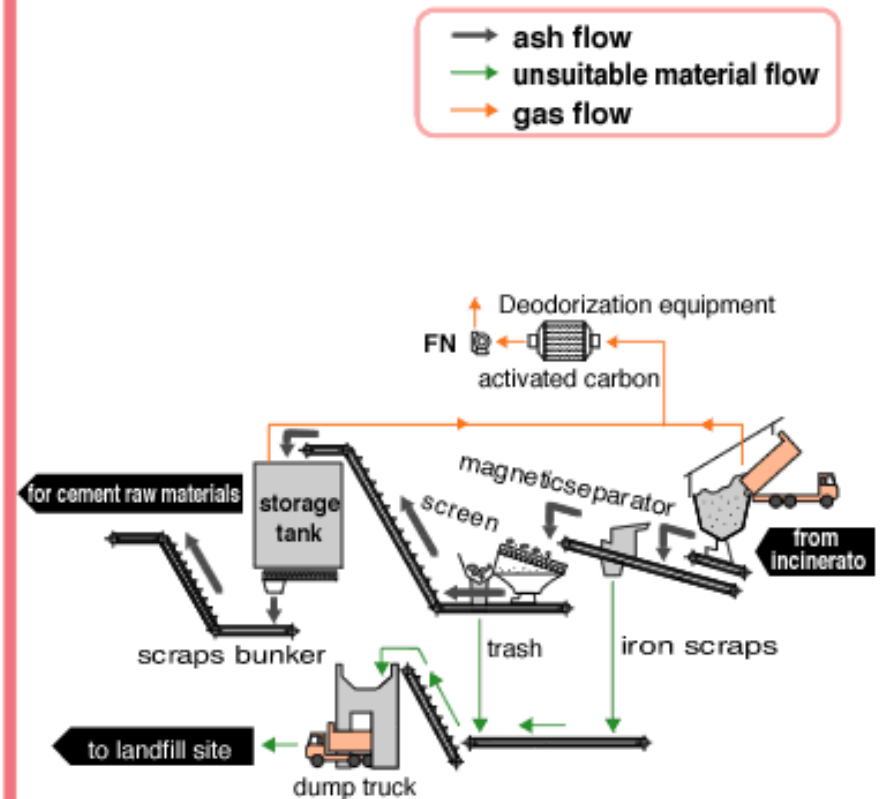 ash flow
unsuitable material flow
gas flow
Deodorization equipment
FN
activated carbon
for cement raw materials
storage
tank
screen
magneticseparator
from
incinerato
scraps bunker
trash
iron scraps
to landfill site
dump truck